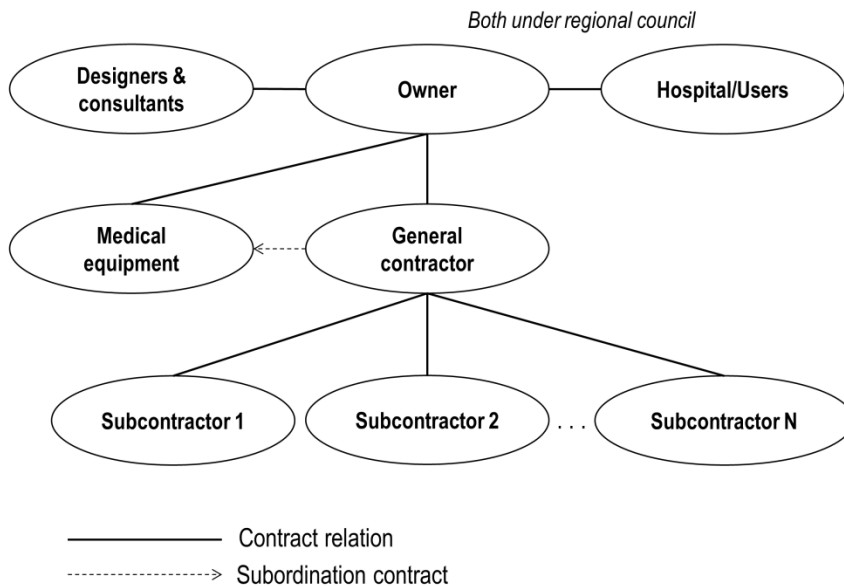 Both under regional council
Designers &
consultants
Owner
Hospital/Users
Medical
equipment
General
contractor
Subcontractor 1
Subcontractor 2
. . .
Subcontractor N
Contract relation
Subordination contract